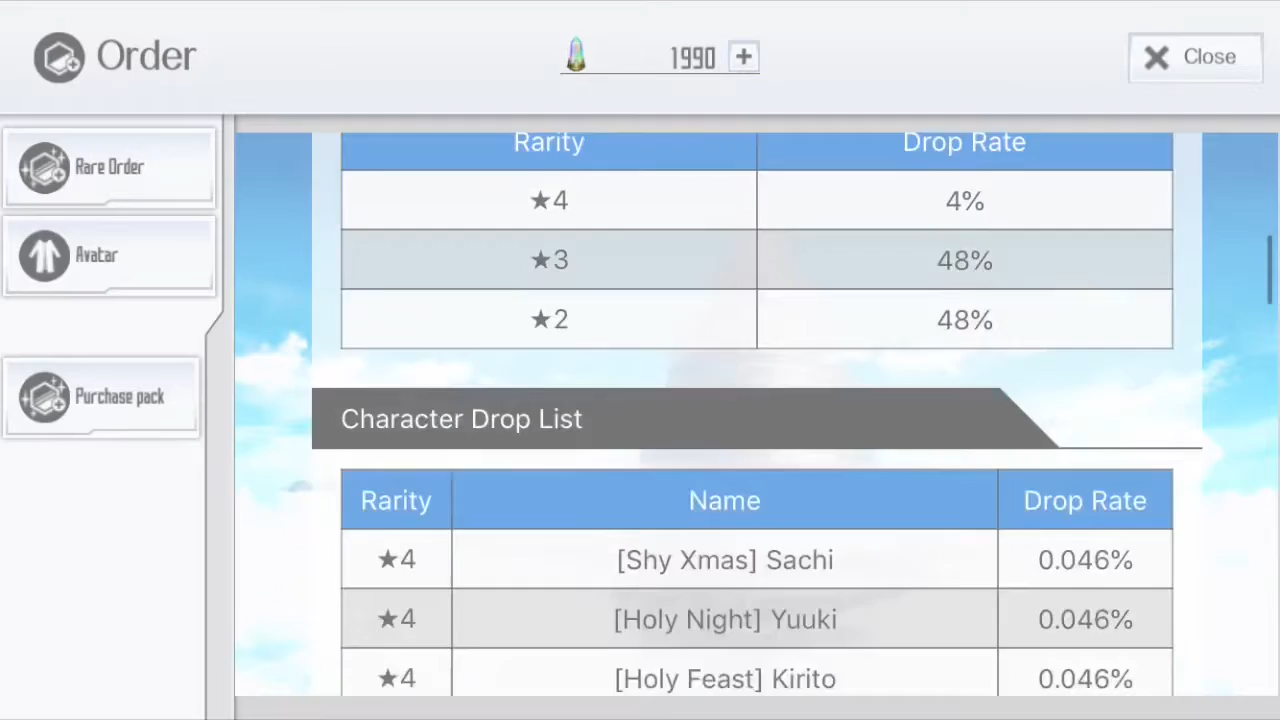 Order
1990 +
Close
Rare Order
Avatar
Purchase pack
Rarity Drop Rate
★4 4%
★3 48%
★2 48%
Character Drop List
Rarity Name Drop Rate
★4 [Shy Xmas] Sachi 0.046%
★4 [Holy Night] Yuuki 0.046%
★4 [Holy Feast] Kirito 0.046%